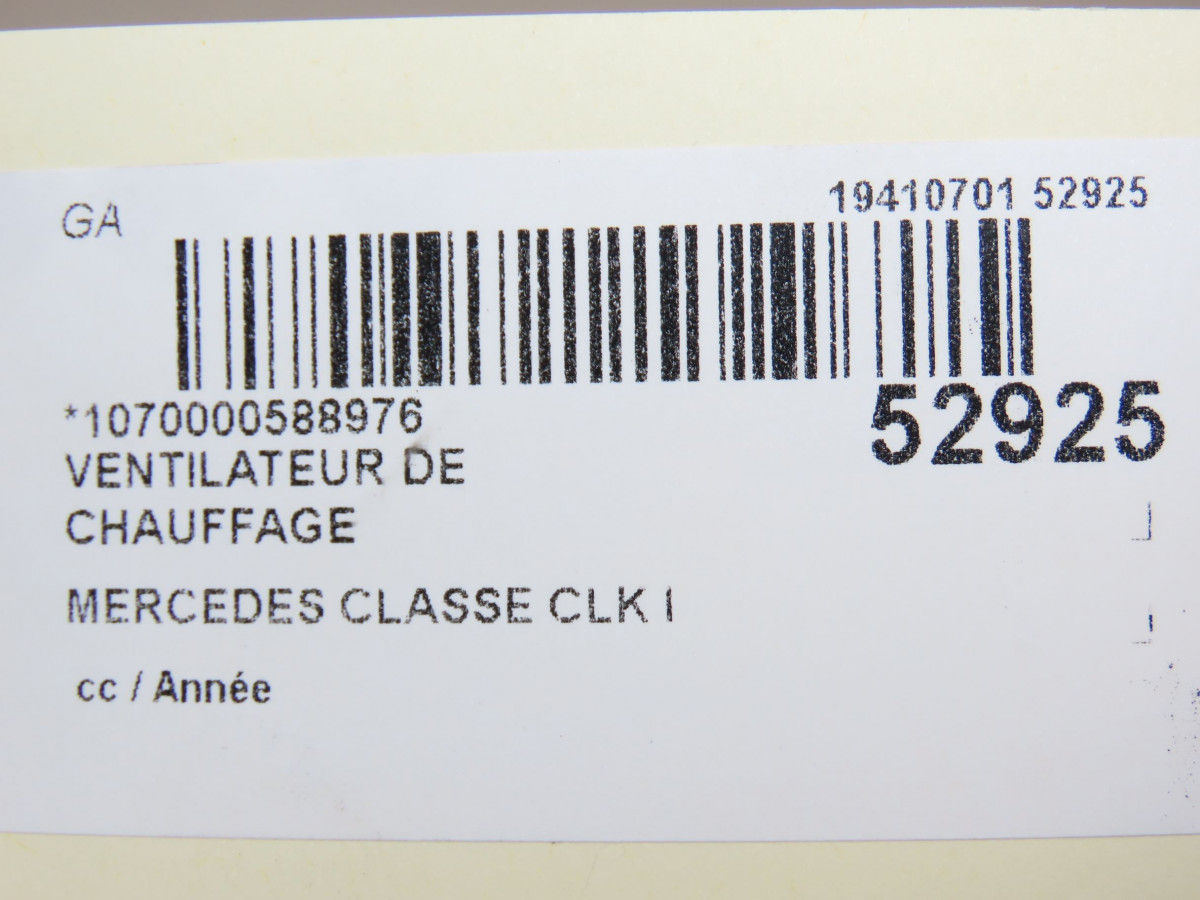 GA
19410701 52925
*1070000588976
52925
VENTILATEUR DE
CHAUFFAGE
MERCEDES CLASSE CLK I
cc / Année